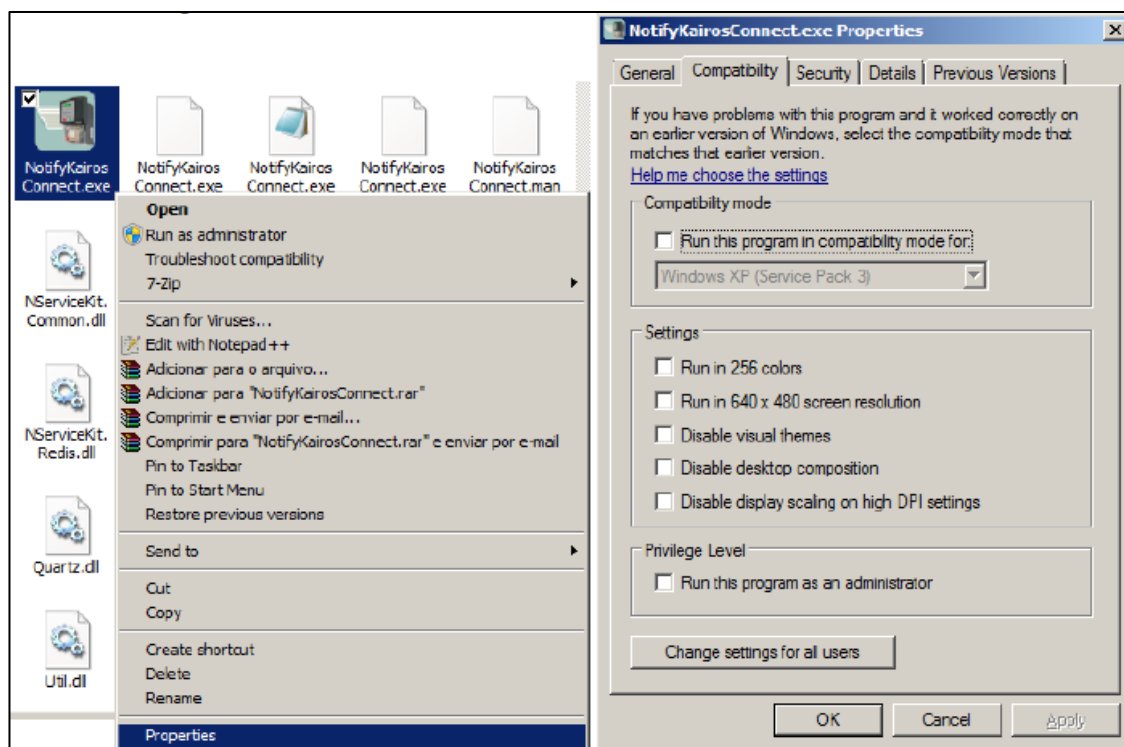 NotifyKairos
Connect.exe
NotifyKairos
Connect.exe
NotifyKairos
Connect.exe
NotifyKairos
Connect.exe
NotifyKairos
Connect.man
NServiceKit.
Common.dll
NServiceKit.
Redis.dll
Quartz.dll
Util.dll
Open
Run as administrator
Troubleshoot compatibility
7-Zip
Scan for Viruses...
Edit with Notepad++
Adicionar para o arquivo...
Adicionar para "NotifyKairosConnect.rar"
Comprimir e enviar por e-mail...
Comprimir para "NotifyKairosConnect.rar" e enviar por e-mail
Pin to Taskbar
Pin to Start Menu
Restore previous versions
Send to
Cut
Copy
Create shortcut
Delete
Rename
Properties
NotifyKairosConnect.exe Properties
General Compatibility Security Details Previous Versions
If you have problems with this program and it worked correctly on
an earlier version of Windows, select the compatibility mode that
matches that earlier version.
Help me choose the settings
Compatibility mode
Run this program in compatibility mode for:
Windows XP (Service Pack 3)
Settings
Run in 256 colors
Run in 640 x 480 screen resolution
Disable visual themes
Disable desktop composition
Disable display scaling on high DPI settings
Privilege Level
Run this program as an administrator
Change settings for all users
OK Cancel Apply